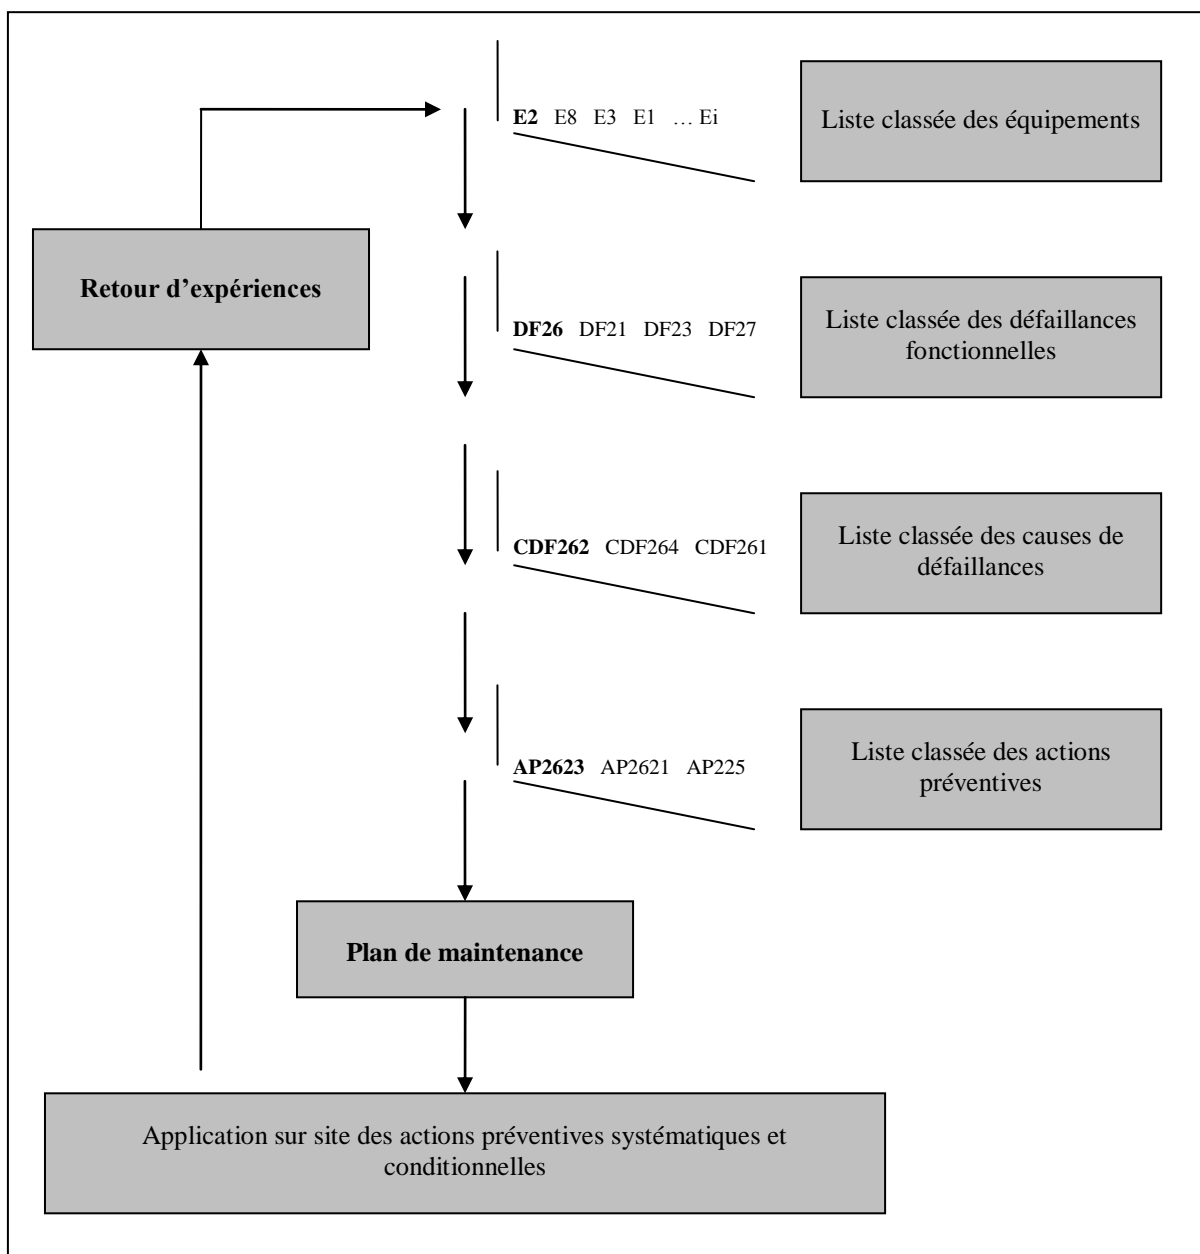 E2 E8 E3 E1 … Ei
Liste classée des équipements
Retour d’expériences
DF26 DF21 DF23 DF27
Liste classée des défaillances
fonctionnelles
CDF262 CDF264 CDF261
Liste classée des causes de
défaillances
AP2623 AP2621 AP225
Liste classée des actions
préventives
Plan de maintenance
Application sur site des actions préventives systématiques et
conditionnelles